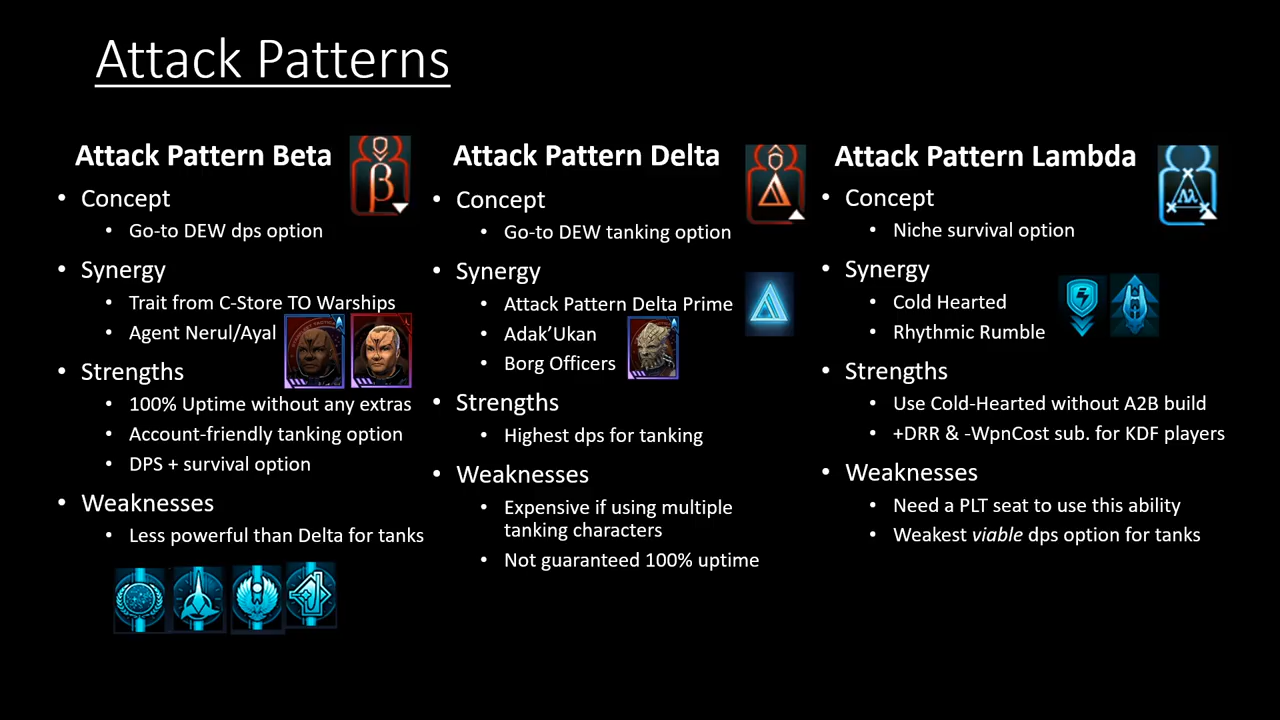 Attack Patterns
Attack Pattern Beta
• Concept
• Go-to DEW dps option
• Synergy
• Trait from C-Store TO Warships
• Agent Nerul/Ayal
• Strengths
• 100% Uptime without any extras
• Account-friendly tanking option
• DPS + survival option
• Weaknesses
• Less powerful than Delta for tanks
Attack Pattern Delta
• Concept
• Go-to DEW tanking option
• Synergy
• Attack Pattern Delta Prime
• Adak’Ukan
• Borg Officers
• Strengths
• Highest dps for tanking
• Weaknesses
• Expensive if using multiple
tanking characters
• Not guaranteed 100% uptime
Attack Pattern Lambda
• Concept
• Niche survival option
• Synergy
• Cold Hearted
• Rhythmic Rumble
• Strengths
• Use Cold-Hearted without A2B build
• +DRR & -WpnCost sub. for KDF players
• Weaknesses
• Need a PLT seat to use this ability
• Weakest viable dps option for tanks